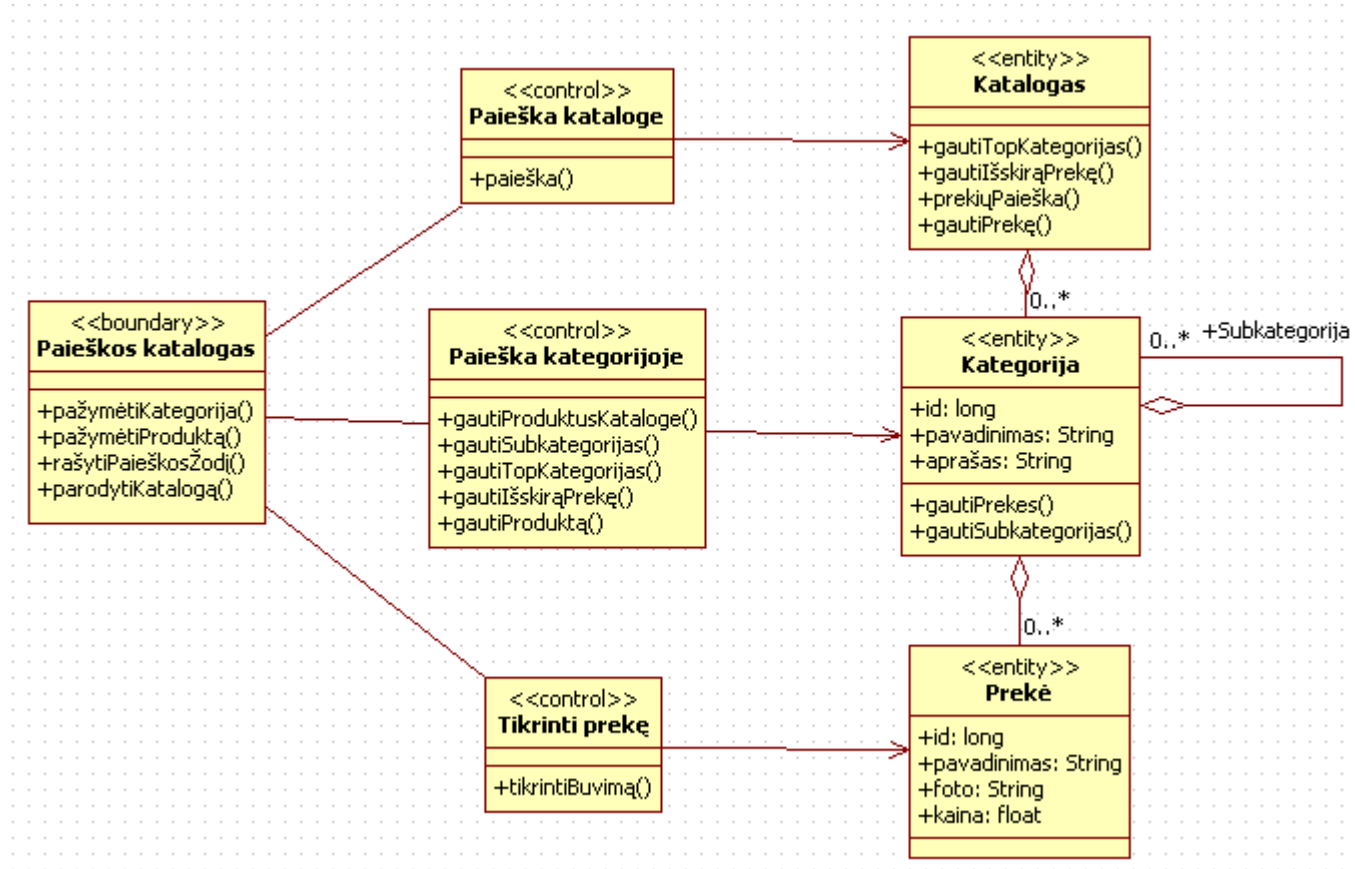 <<control>>
Paieška kataloge
+paieška()
<<entity>>
Katalogas
+gautiTopKategorijas()
+gautiIšskirąPrekę()
+prekiųPaieška()
+gautiPrekę()
0..*
<<boundary>>
Paieškos katalogas
+pažymėtiKategorija()
+pažymėtiProduktą()
+rašytiPaieškosŽodį()
+parodytiKatalogą()
<<control>>
Paieška kategorijoje
+gautiProduktusKataloge()
+gautiSubkategorijas()
+gautiTopKategorijas()
+gautiIšskirąPrekę()
+gautiProduktą()
<<entity>>
Kategorija
+id: long
+pavadinimas: String
+aprašas: String
+gautiPrekes()
+gautiSubkategorijas()
0..*
+Subkategorija
0..*
<<control>>
Tikrinti prekę
+tikrintiBuvimą()
<<entity>>
Prekė
+id: long
+pavadinimas: String
+foto: String
+kaina: float